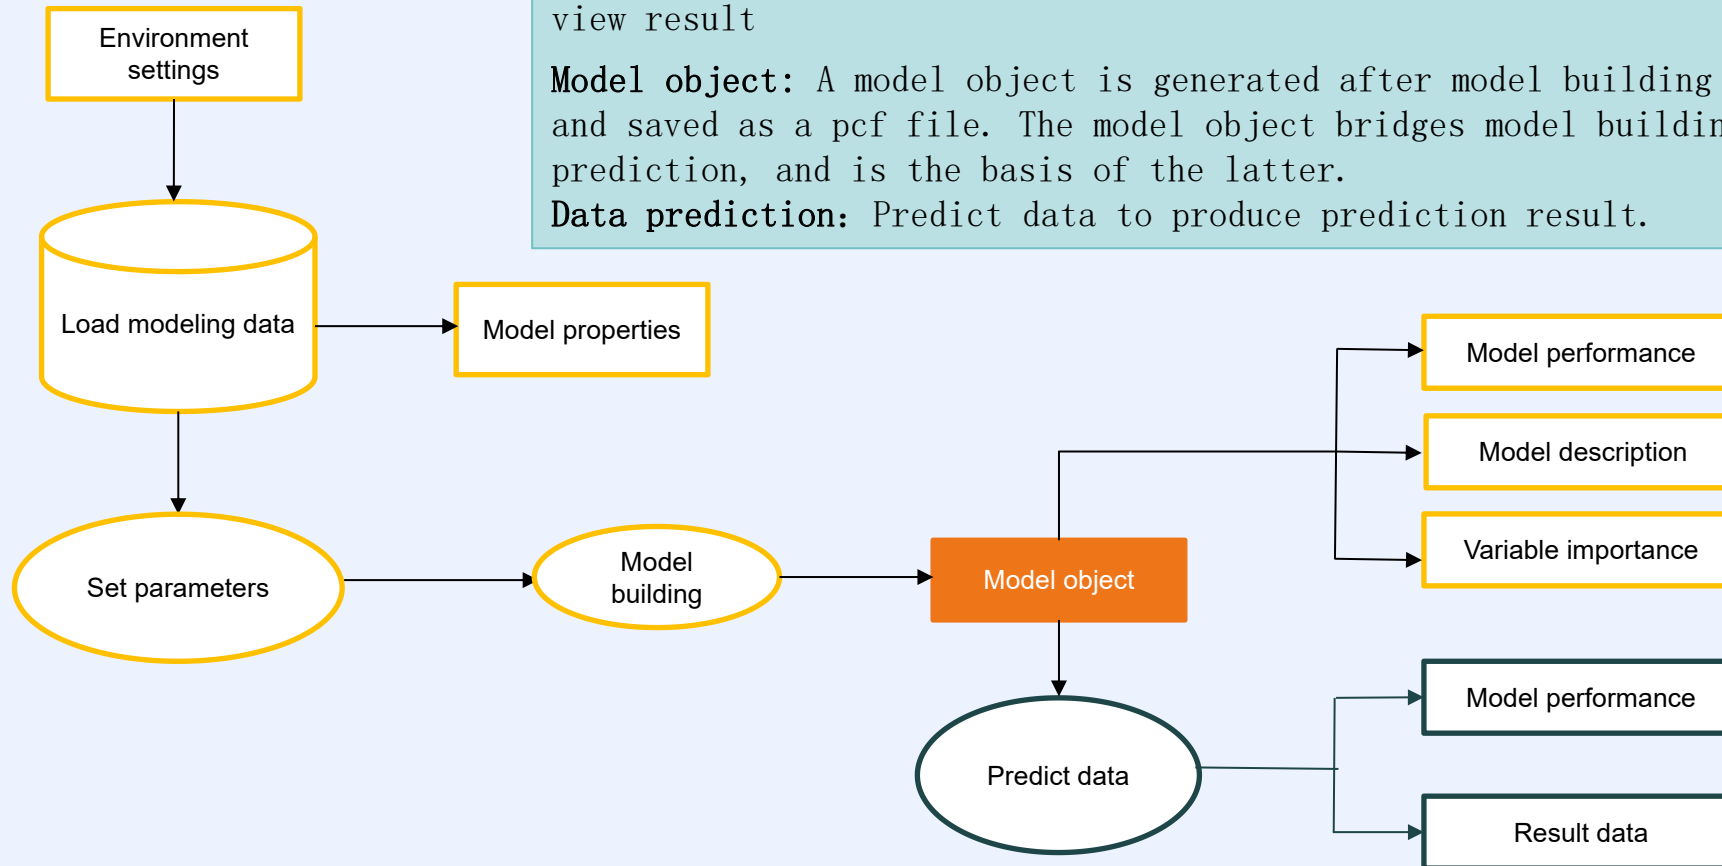 view result
Model object: A model object is generated after model building
and saved as a pcf file. The model object bridges model
prediction, and is the basis of the latter.
Data prediction: Predict data to produce prediction result.
Environment
settings
Load modeling data
Model properties
Model performance
Model description
Variable importance
Set parameters
Model
building
Model object
Predict data
Model performance
Result data